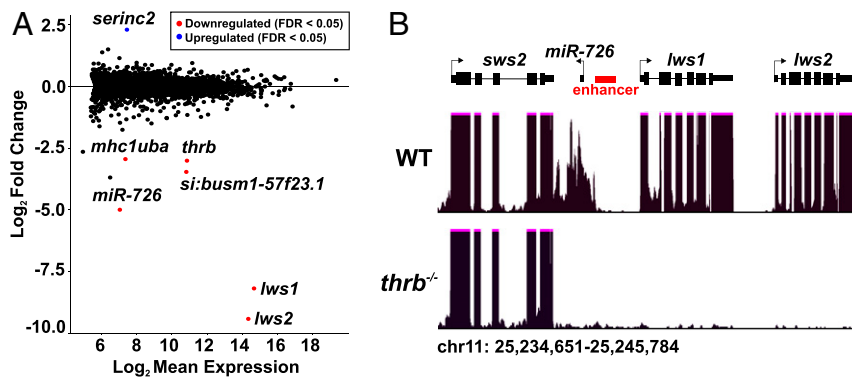 A
serinc2
Downregulated (FDR < 0.05)
Upregulated (FDR < 0.05)
2.5
0.0
-2.5
-5.0
-7.5
-10.0
Log2 Fold Change
mhc1uba
thrb
si:busm1-57f23.1
miR-726
lws1
lws2
6 8 10 12 14 16 18
Log2 Mean Expression
B
sws2 miR-726 lws1 lws2
enhancer
WT
thrb-/-
chr11: 25,234,651-25,245,784